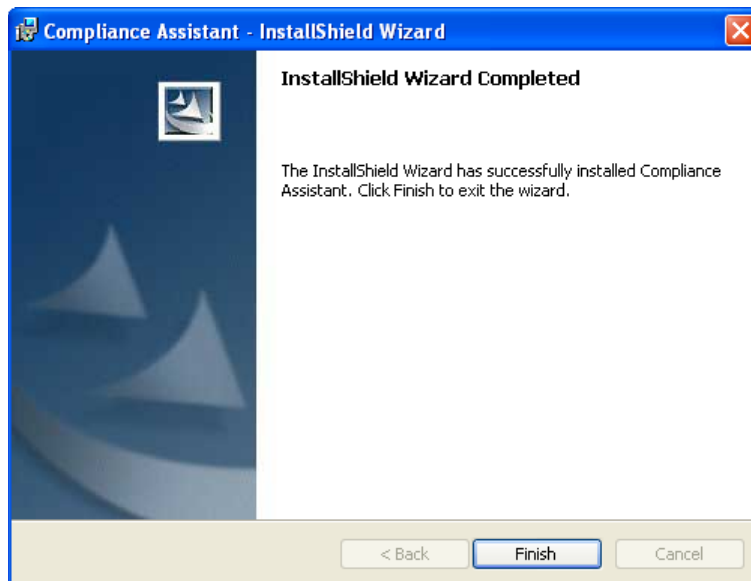 Compliance Assistant - InstallShield Wizard
InstallShield Wizard Completed
The InstallShield Wizard has successfully installed Compliance
Assistant. Click Finish to exit the wizard.
< Back
Finish
Cancel